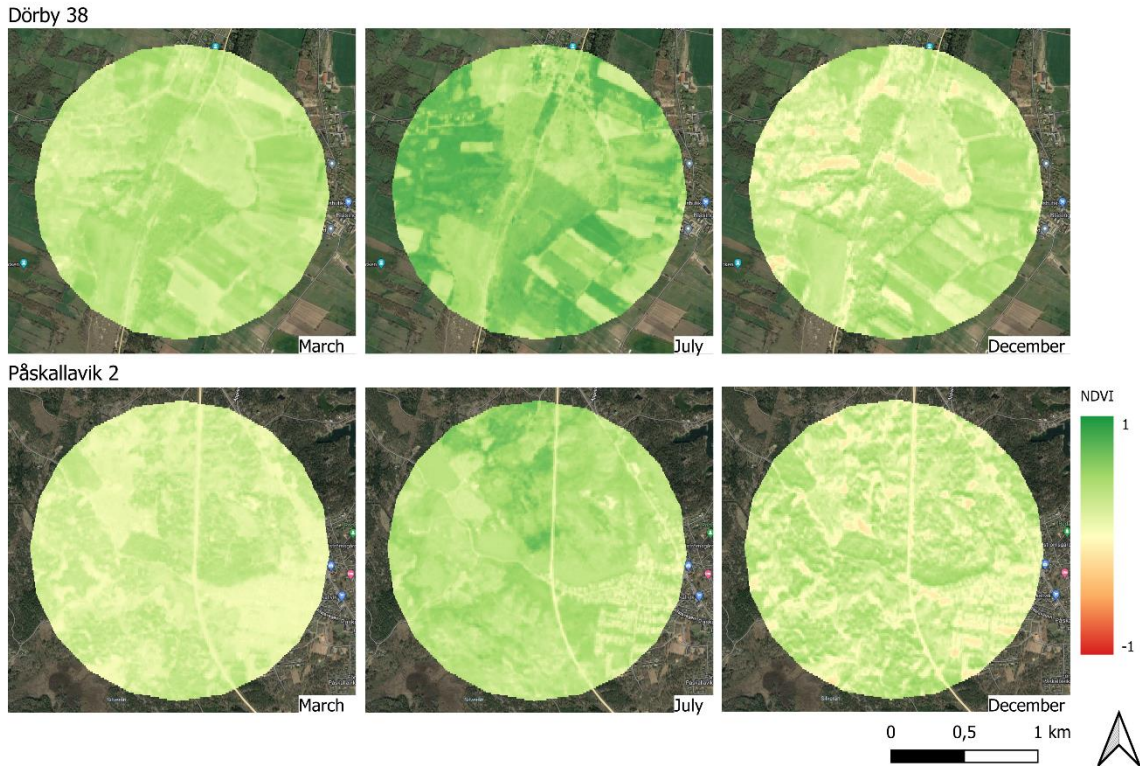 Dörby 38
March
July
December
Påskallavik 2
NDVI
1
-1
March
July
December
0 0,5 1 km